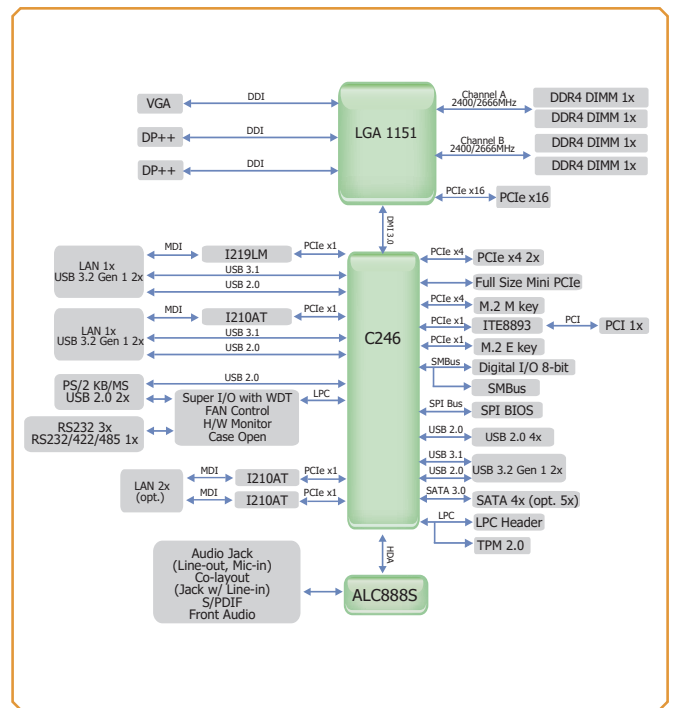 VGA
DDI
DP++
DDI
DP++
DDI
LGA 1151
Channel A
2400/2666MHz
DDR4 DIMM 1x
DDR4 DIMM 1x
Channel B
2400/2666MHz
DDR4 DIMM 1x
DDR4 DIMM 1x
PCIe x16
PCIe x16
DMI 3.0
LAN 1x
USB 3.2 Gen 1 2x
MDI
I219LM
PCIe x1
USB 3.1
USB 2.0
LAN 1x
USB 3.2 Gen 1 2x
MDI
I210AT
PCIe x1
USB 3.1
USB 2.0
PS/2 KB/MS
USB 2.0 2x
USB 2.0
Super I/O with WDT
FAN Control
H/W Monitor
Case Open
LPC
RS232 3x
RS232/422/485 1x
LAN 2x
(opt.)
MDI
I210AT
PCIe x1
MDI
I210AT
PCIe x1
C246
PCIe x4
PCIe x4 2x
Full Size Mini PCIe
PCIe x4
M.2 M key
PCIe x1
ITE8893
PCI
PCI 1x
PCIe x1
M.2 E key
SMBus
Digital I/O 8-bit
SMBus
SPI Bus
SPI BIOS
USB 2.0
USB 2.0 4x
USB 3.1
USB 2.0
USB 3.2 Gen 1 2x
SATA 3.0
SATA 4x (opt. 5x)
LPC
LPC Header
TPM 2.0
HDA
Audio Jack
(Line-out, Mic-in)
Co-layout
(Jack w/ Line-in)
S/PDIF
Front Audio
ALC888S